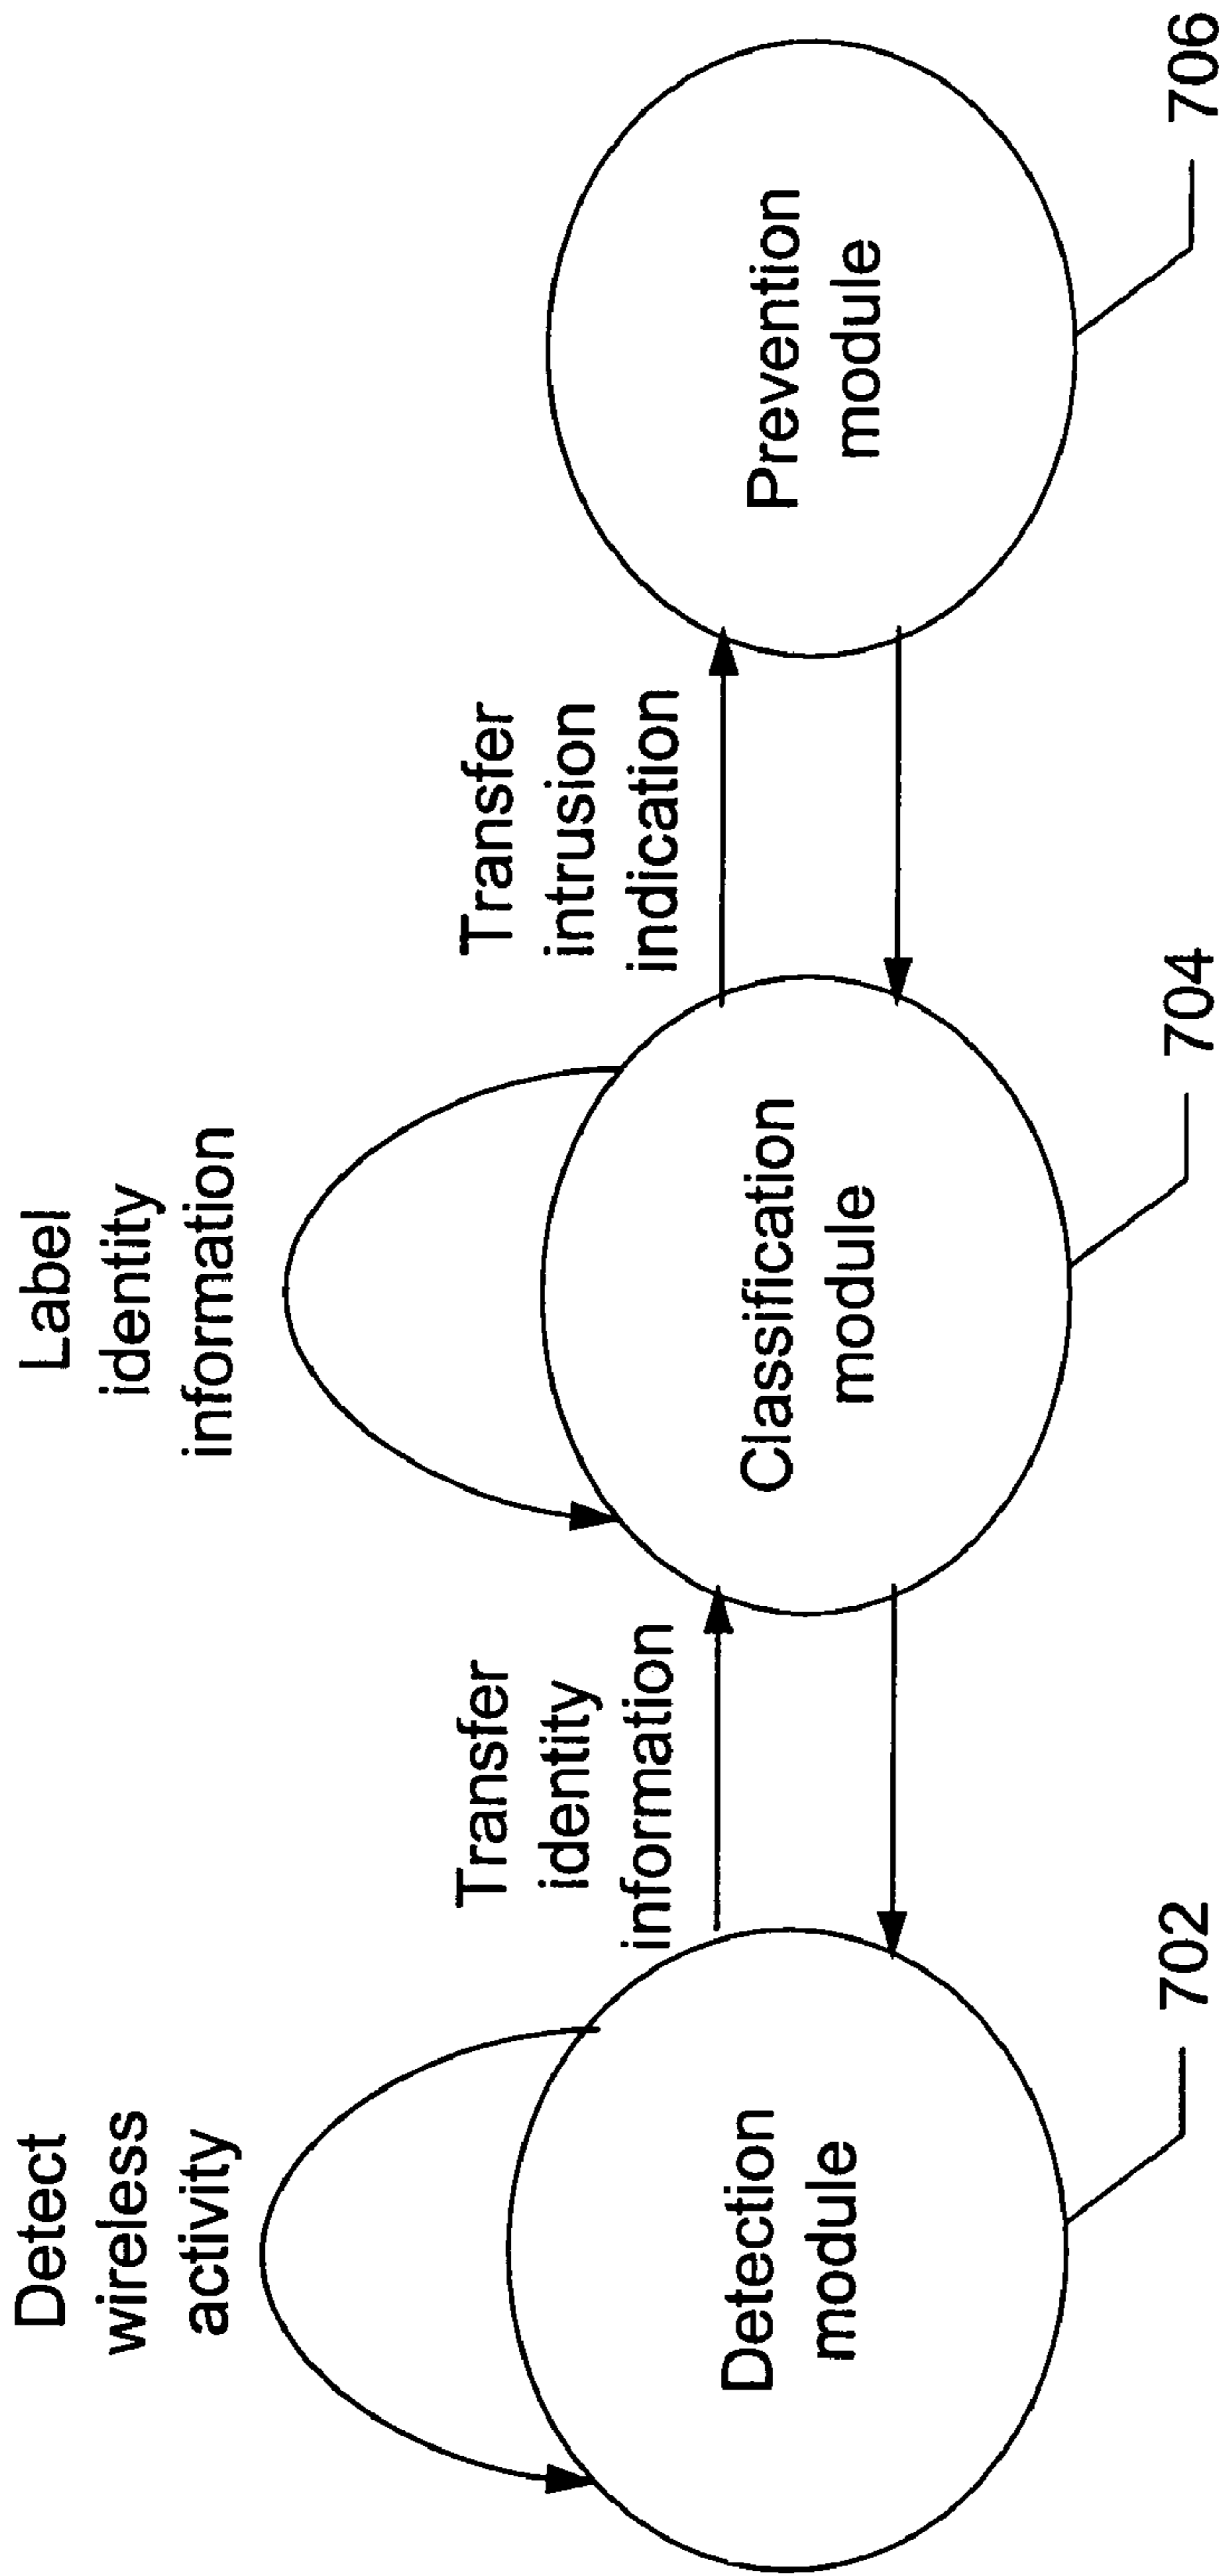 Detect
wireless
activity
Label
identity
information
Transfer
identity
information
Transfer
intrusion
indication
Detection
module
Classification
module
Prevention
module
702
704
706